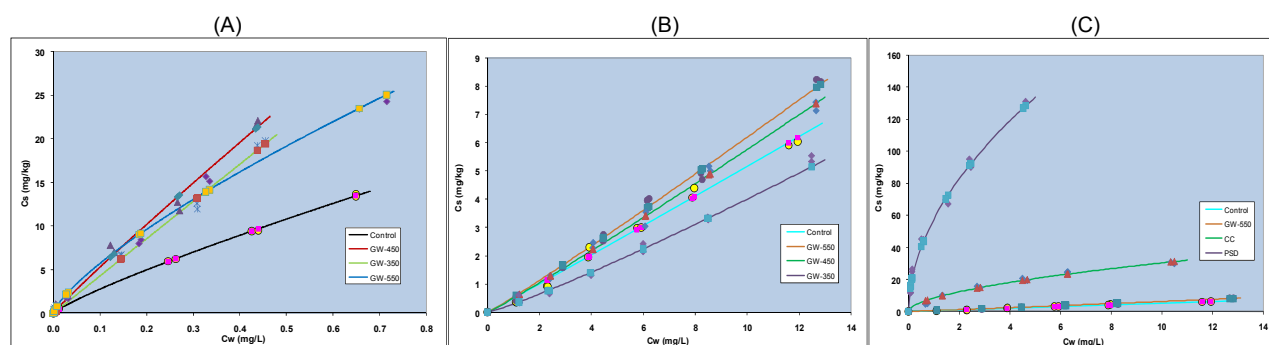 (A)
(B)
(C)
30
25
20
15
10
5
0
Cs (mg/kg)
0.0 0.1 0.2 0.3 0.4 0.5 0.6 0.7 0.8
Cw (mg/L)
Control
GW-450
GW-350
GW-550
9
8
7
6
5
4
3
2
1
0
Cs (mg/kg)
0 2 4 6 8 10 12 14
Cw (mg/L)
Control
GW-550
GW-450
GW-350
160
140
120
100
80
60
40
20
0
Cs (mg/kg)
0 2 4 6 8 10 12 14
Cw (mg/L)
Control
GW-550
CC
PSD